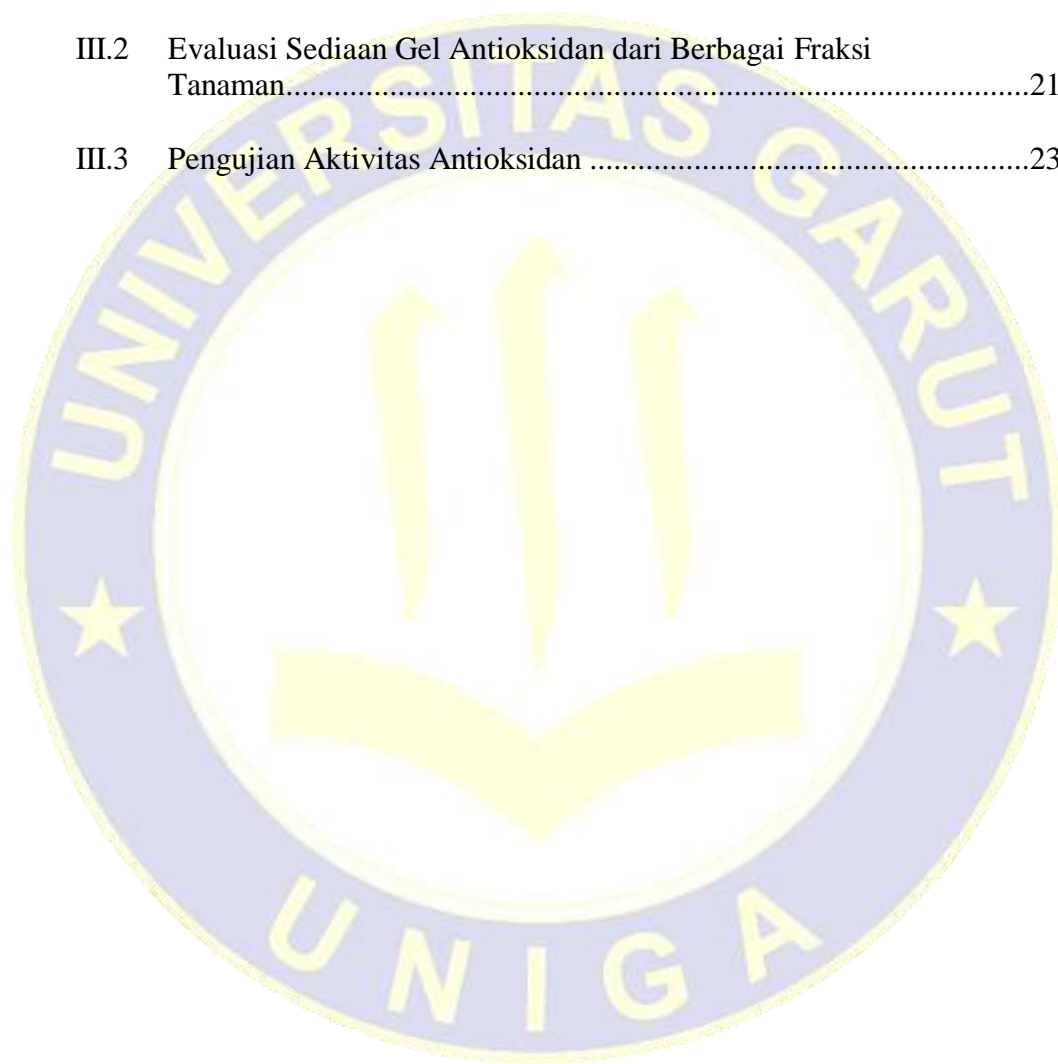 III.2 Evaluasi Sediaan Gel Antioksidan dari Berbagai Fraksi
Tanaman............................................................................................21
III.3 Pengujian Aktivitas Antioksidan ......................................................23
UNIVERSITAS GARUT
UNIGA